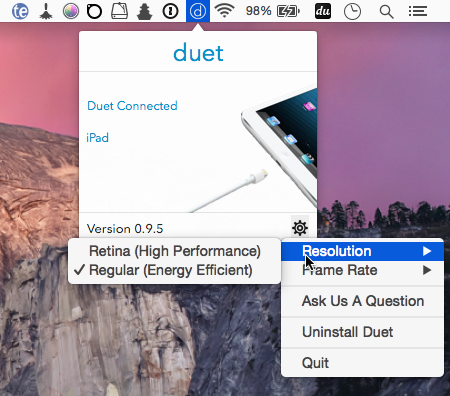 te
98%
du
d
duet
Duet Connected
iPad
Version 0.9.5
Retina (High Performance)
Resolution
✓ Regular (Energy Efficient)
Frame Rate
Ask Us A Question
Uninstall Duet
Quit